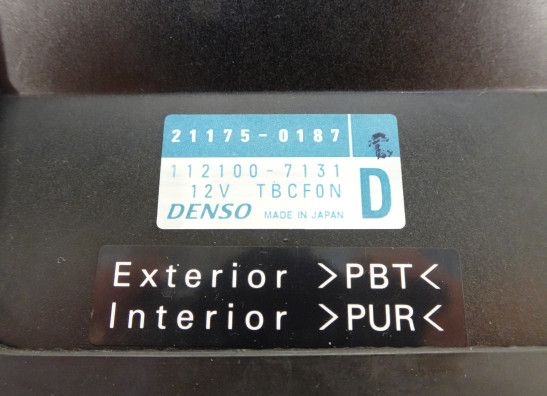 21175-0187
112100-7131
12V TBCF0N
D
DENSO MADE IN JAPAN
Exterior >PBT<
Interior >PUR<